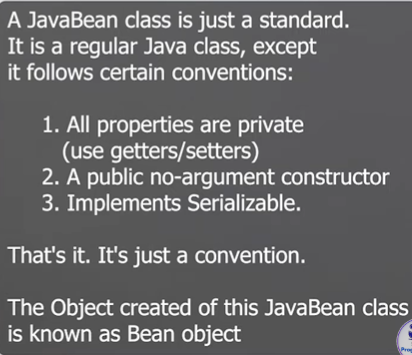 A JavaBean class is just a standard.
It is a regular Java class, except
it follows certain conventions:
1. All properties are private
(use getters/setters)
2. A public no-argument constructor
3. Implements Serializable.
That's it. It's just a convention.
The Object created of this JavaBean class
is known as Bean object